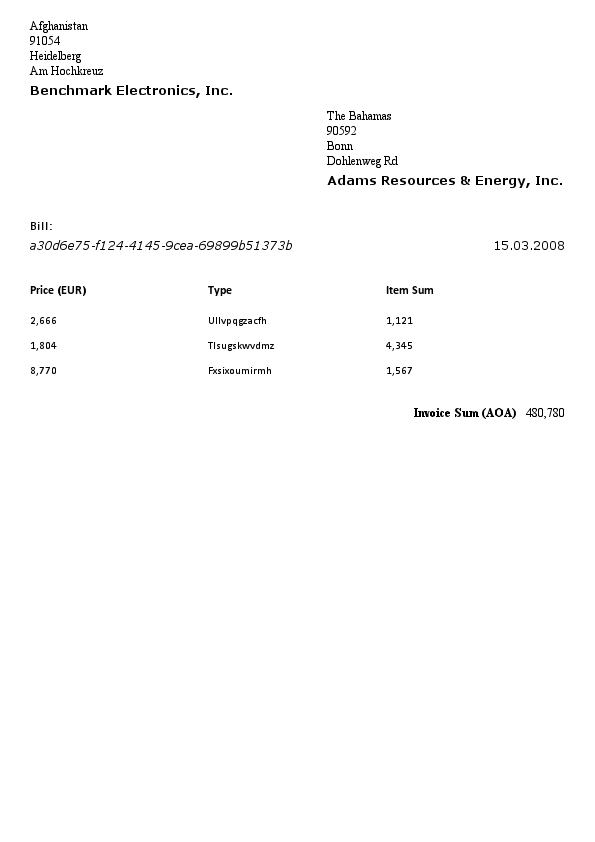 Afghanistan
91054
Heidelberg
Am Hochkreuz
Benchmark Electronics, Inc.
The Bahamas
90592
Bonn
Dohlenweg Rd
Adams Resources & Energy, Inc.
Bill:
a30d6e75-f124-4145-9cea-69899b51373b 15.03.2008
Price (EUR) Type Item Sum
2,666 Ullvpqgzacfh 1,121
1,804 Tlsugskwvdmz 4,345
8,770 Fxsixoumirmh 1,567
Invoice Sum (AOA) 480,780